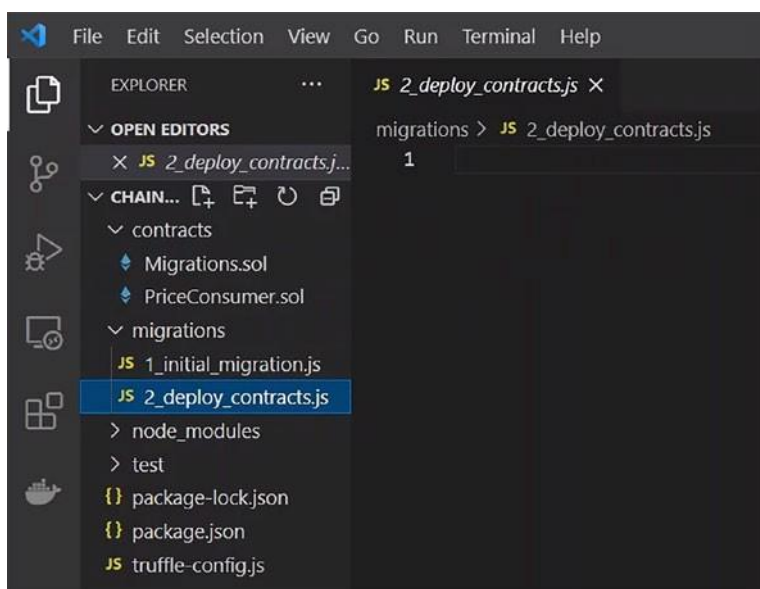 File Edit Selection View Go Run Terminal Help
EXPLORER ...
JS 2_deploy_contracts.js
OPEN EDITORS
migrations > JS 2_deploy_contracts.js
JS 2_deploy_contracts.j...
1
CHAIN...
contracts
Migrations.sol
PriceConsumer.sol
migrations
JS 1_initial_migration.js
JS 2_deploy_contracts.js
> node_modules
> test
{} package-lock.json
{} package.json
JS truffle-config.js